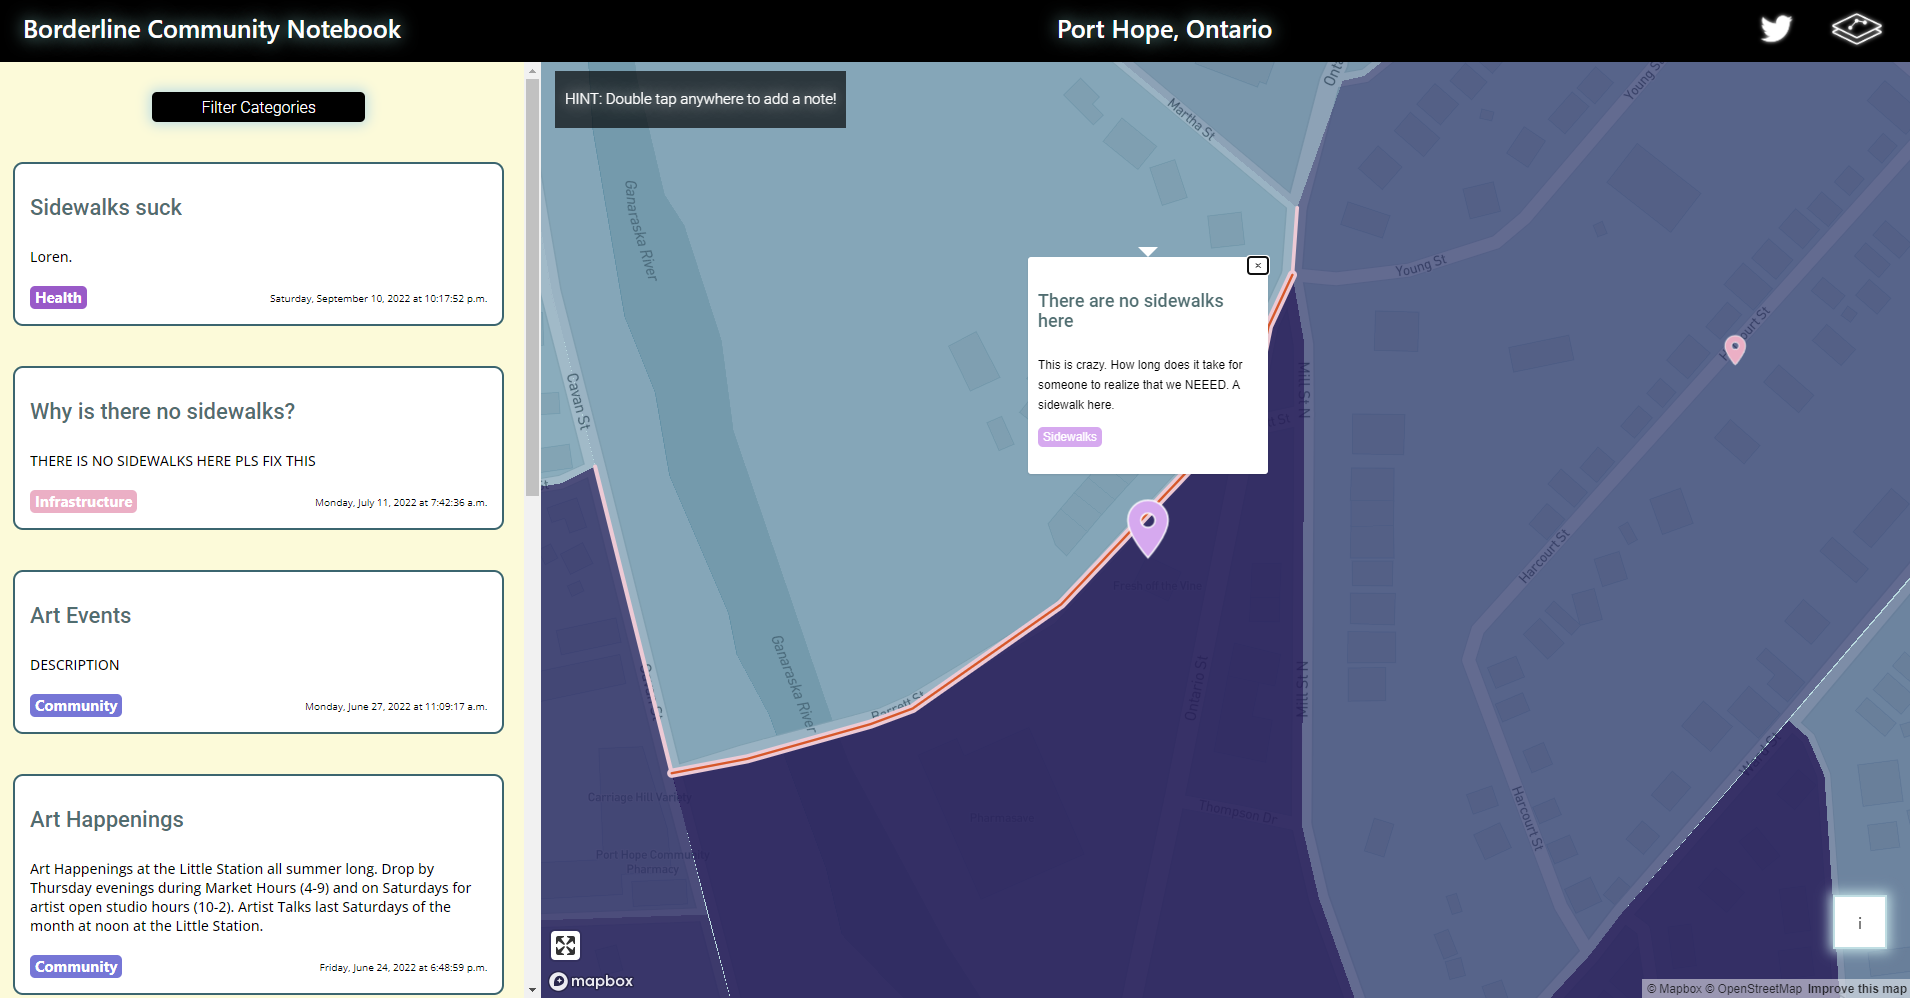 Borderline Community Notebook
Port Hope, Ontario
Filter Categories
Sidewalks suck
Loren.
Health
Saturday, September 10, 2022 at 10:17:52 p.m.
Why is there no sidewalks?
THERE IS NO SIDEWALKS HERE PLS FIX THIS
Infrastructure
Monday, July 11, 2022 at 7:42:36 a.m.
Art Events
DESCRIPTION
Community
Monday, June 27, 2022 at 11:09:17 a.m.
Art Happenings
Art Happenings at the Little Station all summer long. Drop by
Thursday evenings during Market Hours (4-9) and on Saturdays for
artist open studio hours (10-2). Artist Talks last Saturdays of the
month at noon at the Little Station.
Community
Friday, June 24, 2022 at 6:48:59 p.m.
HINT: Double tap anywhere to add a note!
Martha St
Young St
Ganaraska River
Young St
There are no sidewalks
here
This is crazy. How long does it take for
someone to realize that we NEEED. A
sidewalk here.
Sidewalks
×
Cavan St
Mill St N
Harcourt St
Ganaraska River
Barrett St
Ontario St
Mill St N
Carriage Hill Variety
Thompson Dr
Harcourt St
Port Hope Community
Pharmacy
i
mapbox
© Mapbox © OpenStreetMap Improve this map